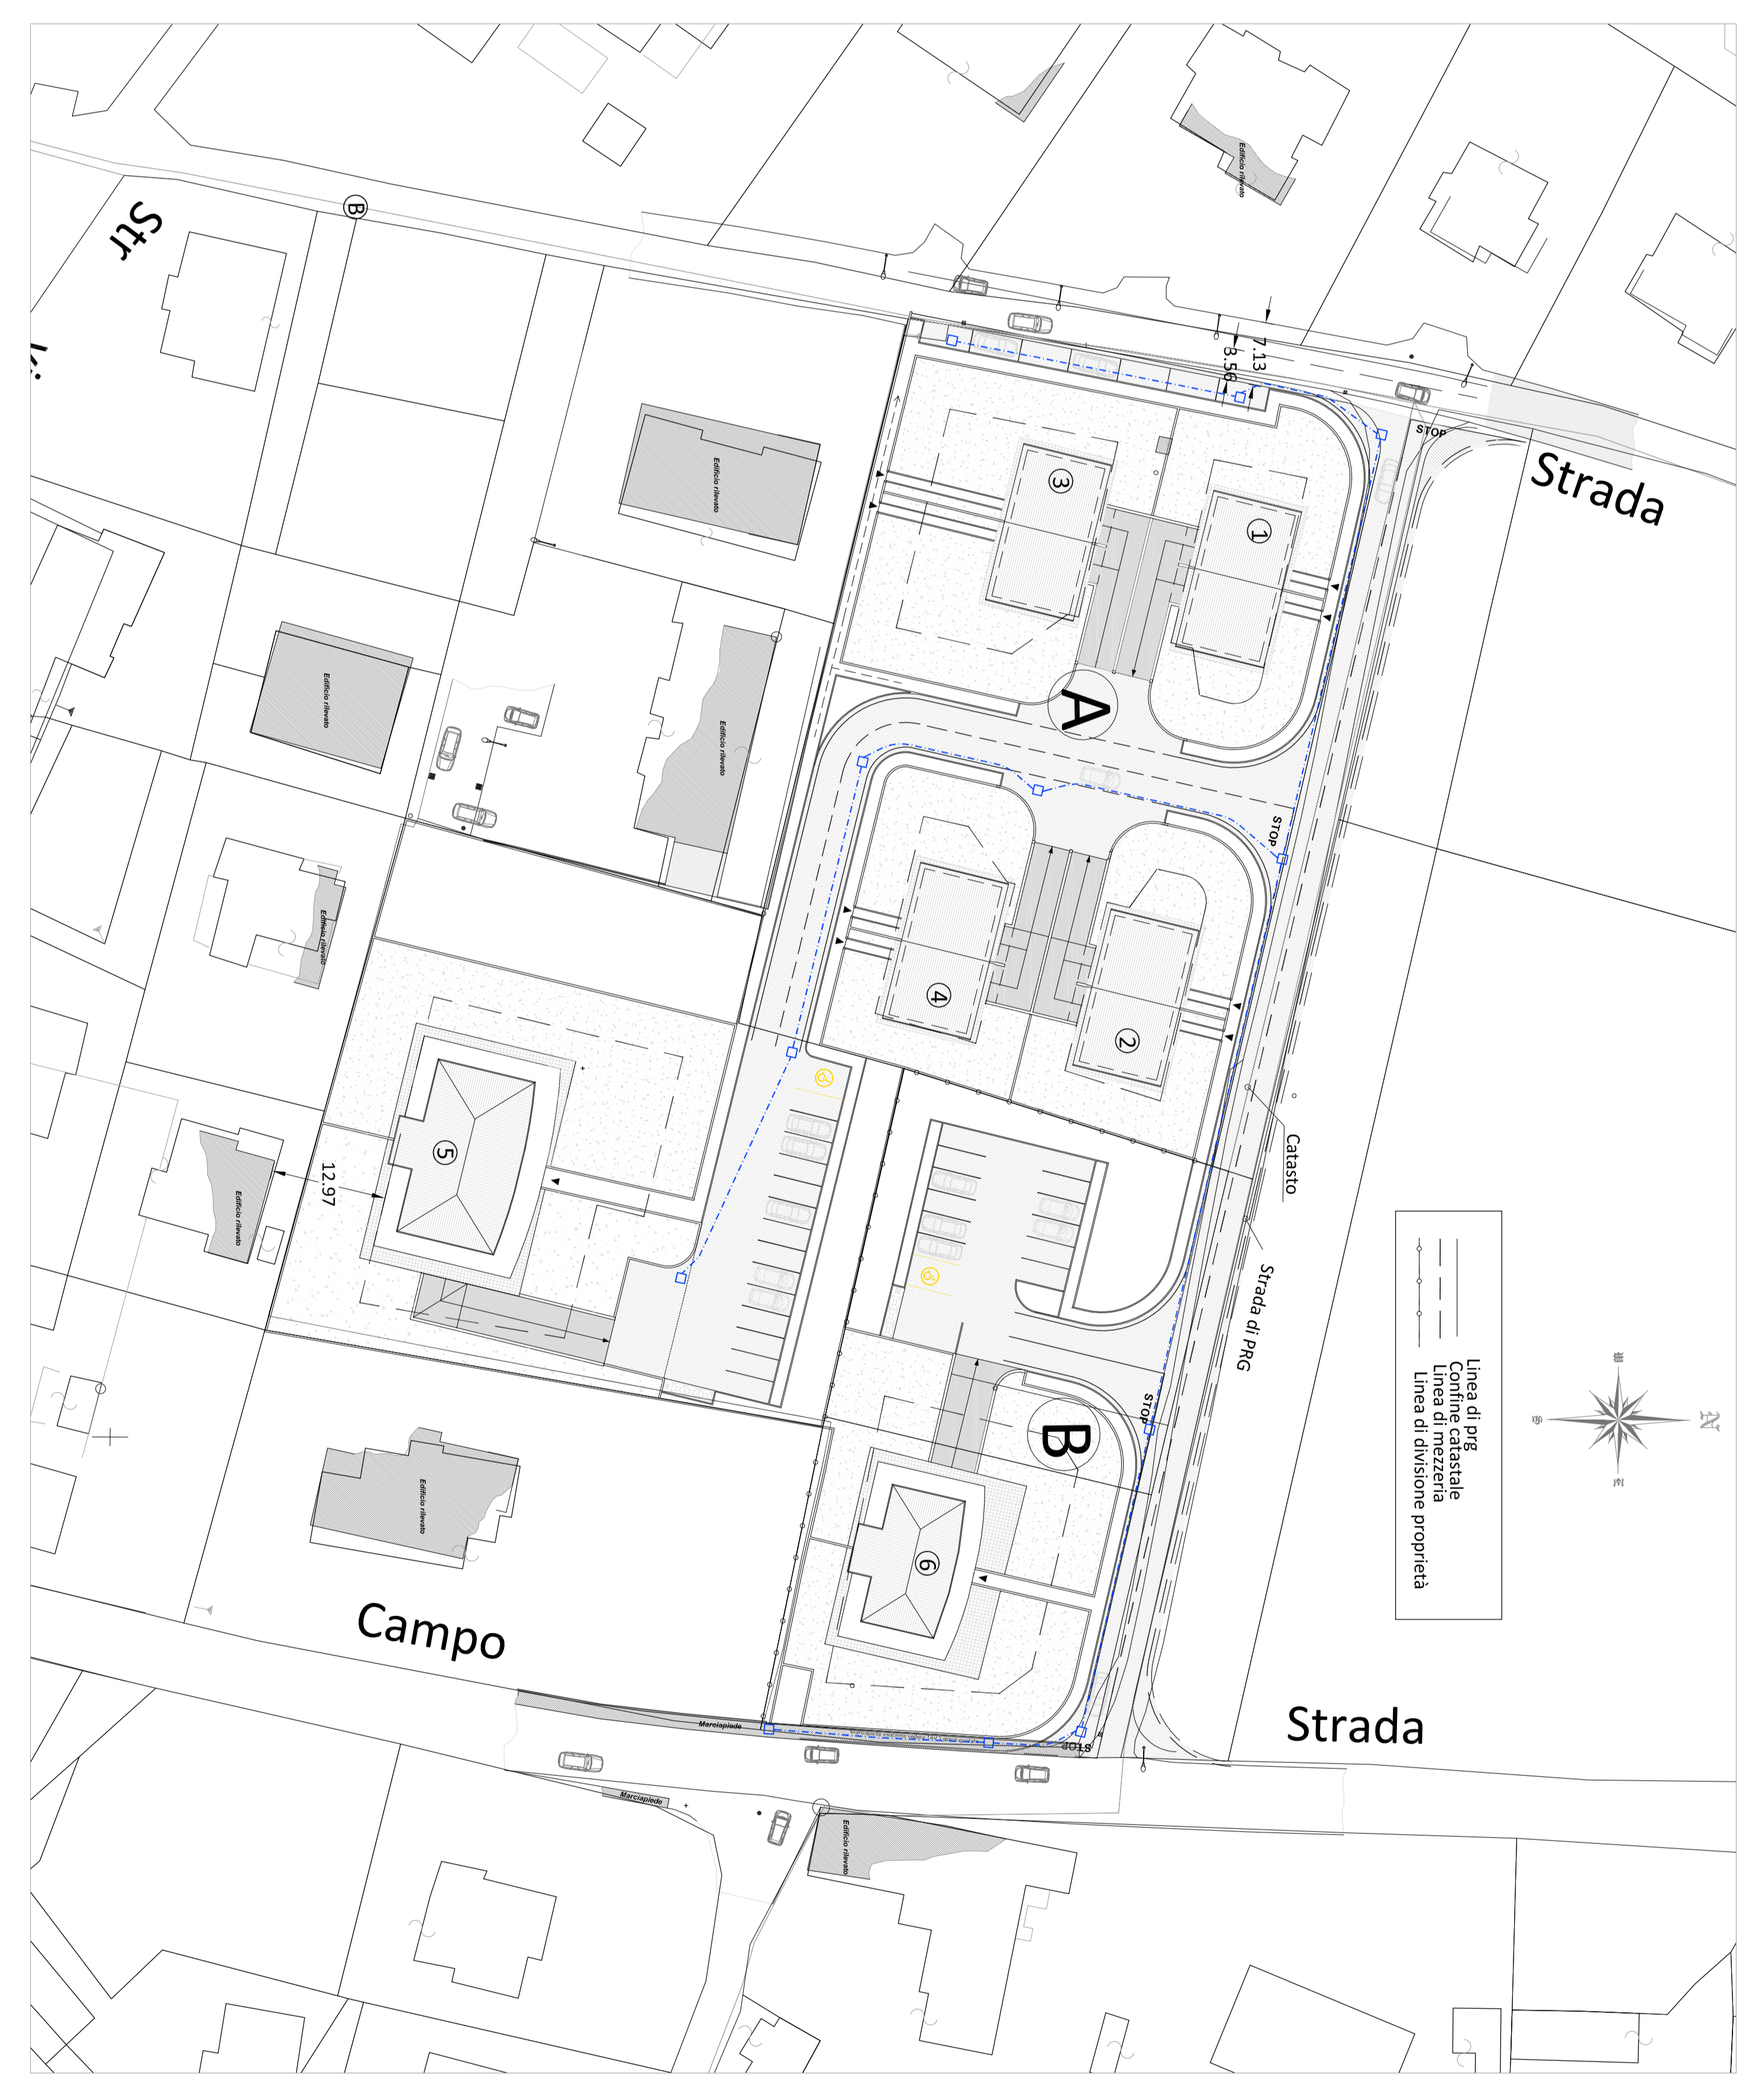 Edificio rilevato
B
Str
k:
7.13
3.56
STOP
Strada
3
1
Edificio rilevato
Edificio rilevato
A
Edificio rilevato
STOP
Edificio rilevato
4
2
Catasto
5
12.97
Edificio rilevato
Strada di PRG
Linea di prg
Confine catastale
Linea di mezzeria
Linea di divisione proprietà
N
STOP
B
Edificio rilevato
6
Campo
Strada
Marciapiede
STOP
Marciapiede
Edificio rilevato